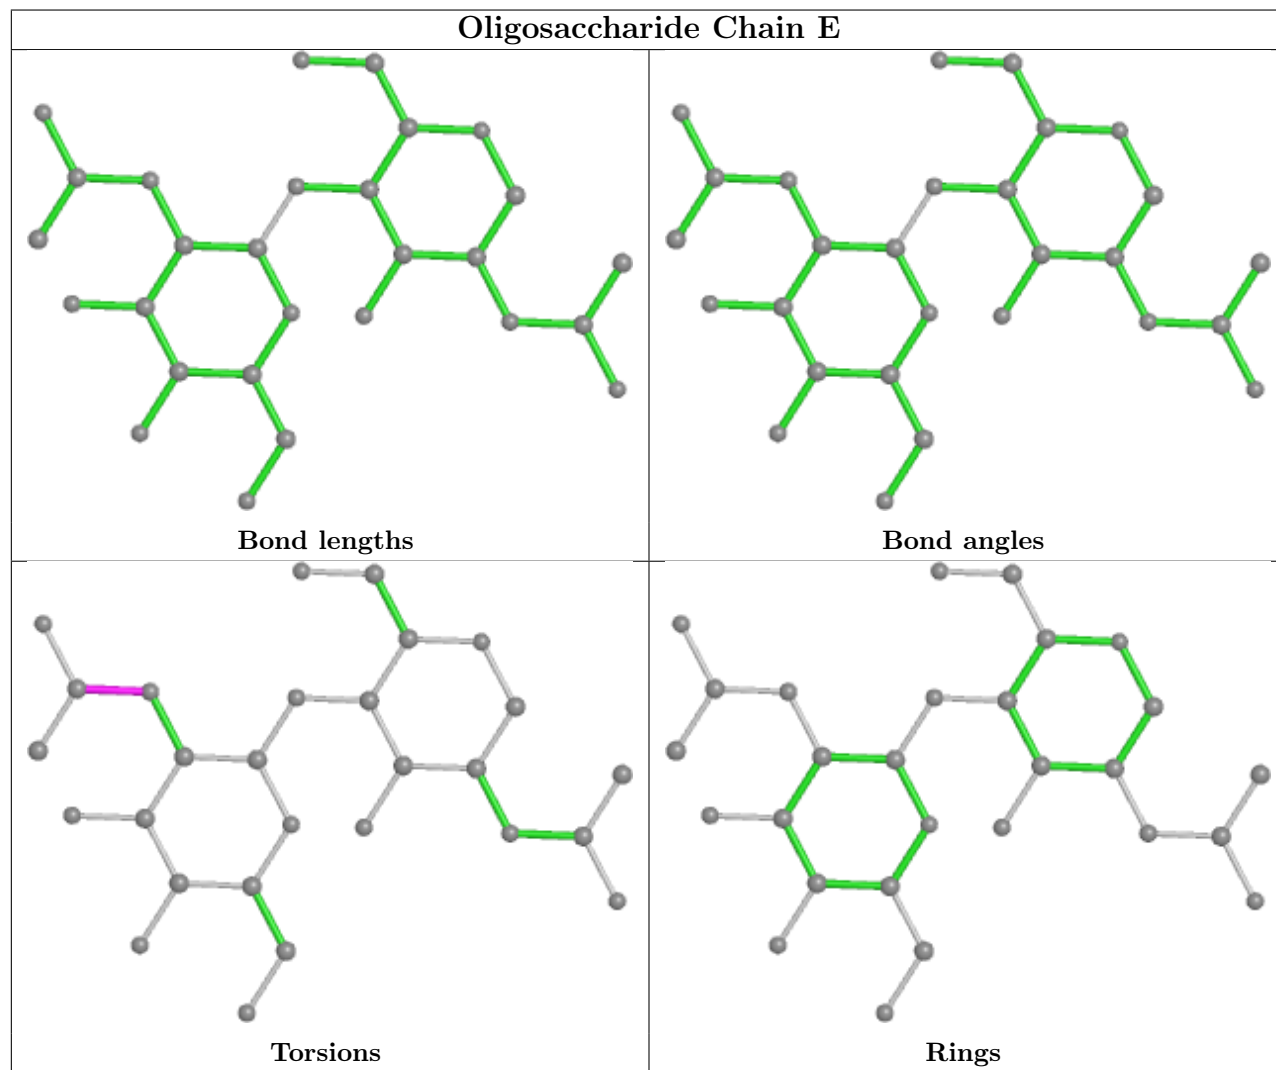 Oligosaccharide Chain E
Bond lengths
Bond angles
Torsions
Rings